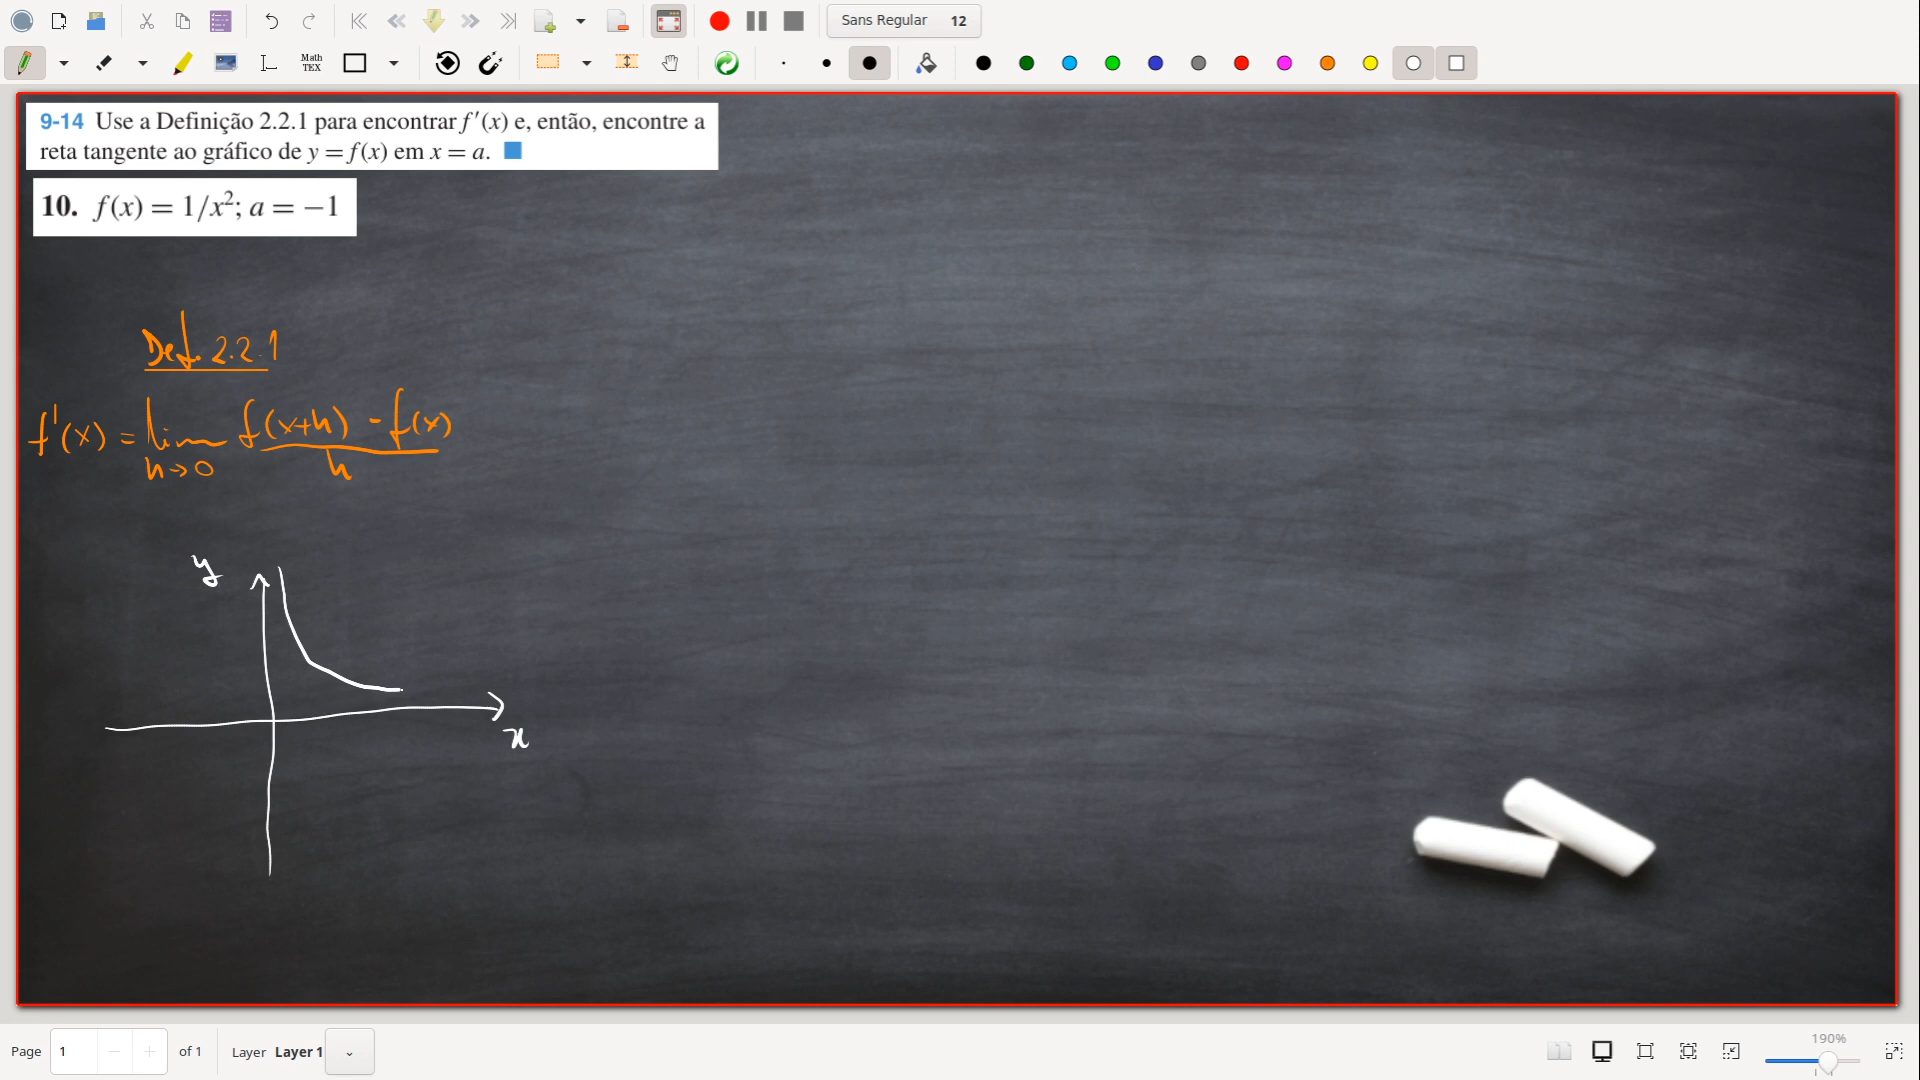 Sans Regular 12
Math
TEX
9-14 Use a Definição 2.2.1 para encontrar f′(x) e, então, encontre a
reta tangente ao gráfico de y = f(x) em x = a.
10. f(x) = 1/x²; a = −1
Def. 2.2.1
f'(x) = lim f(x+h) - f(x)
h→0 h
y
x
Page 1 of 1 Layer Layer 1
190%